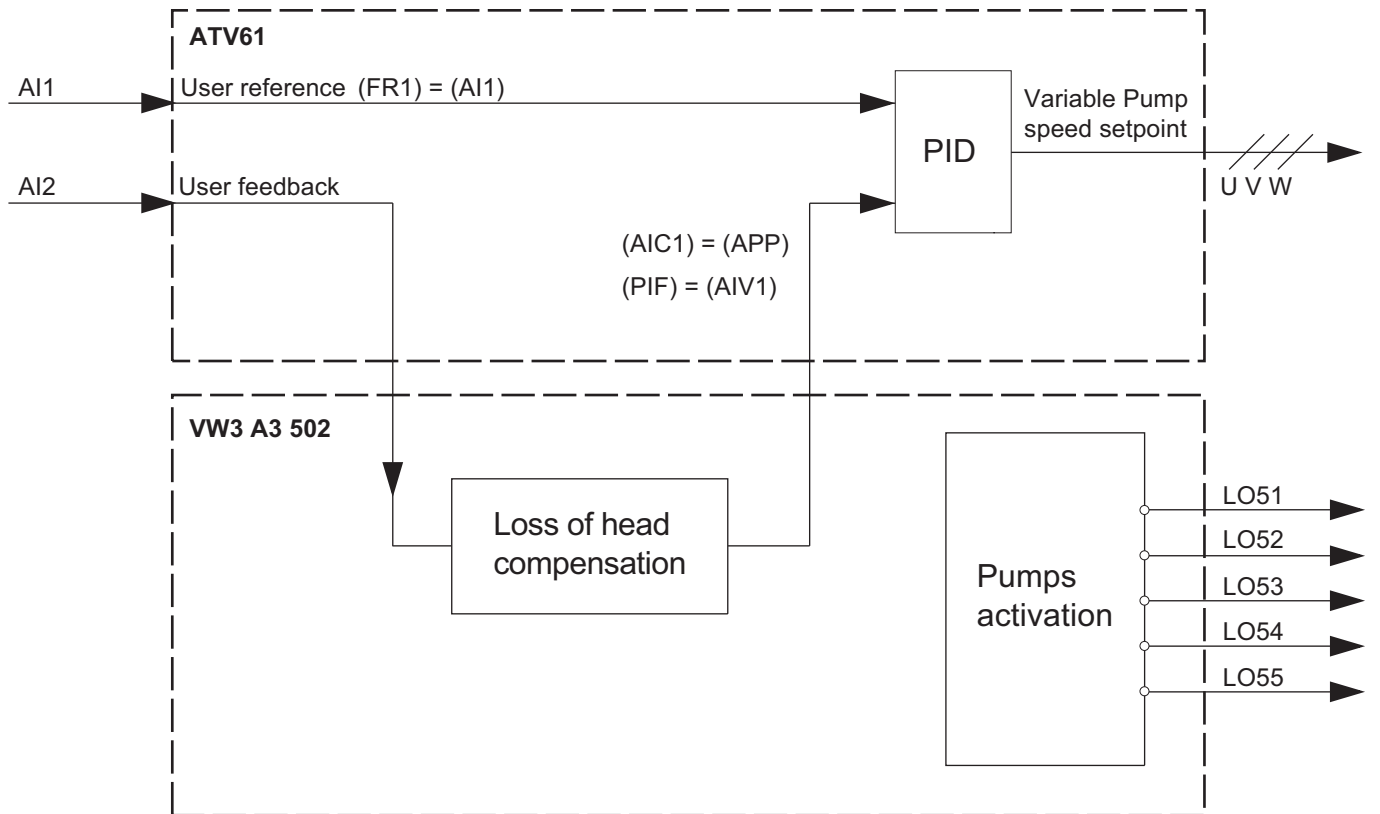 ATV61
AI1
User reference (FR1) = (AI1)
PID
Variable Pump
speed setpoint
U V W
AI2
User feedback
(AIC1) = (APP)
(PIF) = (AIV1)
VW3 A3 502
Loss of head
compensation
Pumps
activation
LO51
LO52
LO53
LO54
LO55